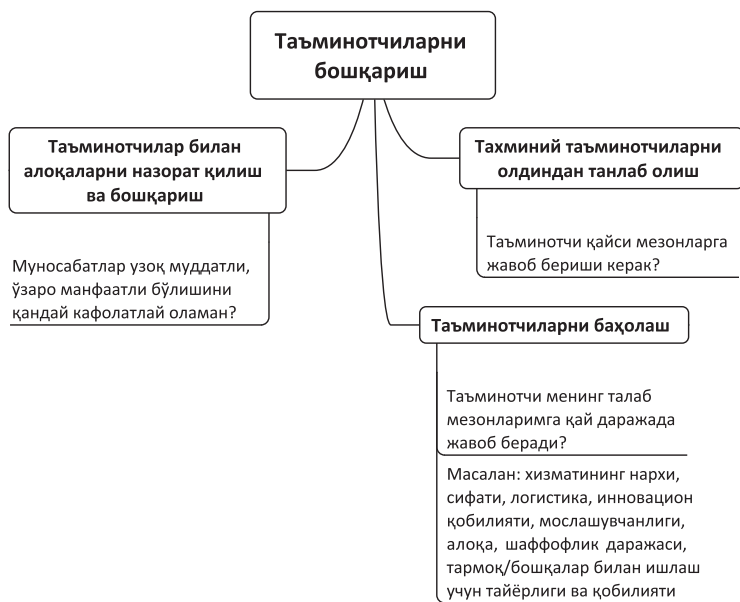 Таъминотчиларни
бошқариш
Таъминотчилар билан
алоқаларни назорат қилиш
ва бошқариш
Муносабатлар узоқ муддатли,
ўзаро манфаатли бўлишини
қандай кафолатлай оламан?
Тахминий таъминотчиларни
олдиндан танлаб олиш
Таъминотчи қайси мезонларга
жавоб бериши керак?
Таъминотчиларни баҳолаш
Таъминотчи менинг талаб
мезонларимга қай даражада
жавоб беради?
Масалан: хизматининг нархи,
сифати, логистика, инновацион
қобилияти, мослашувчанлиги,
алоқа, шаффофлик даражаси,
тармоқ/бошқалар билан ишлаш
учун тайёрлиги ва қобилияти